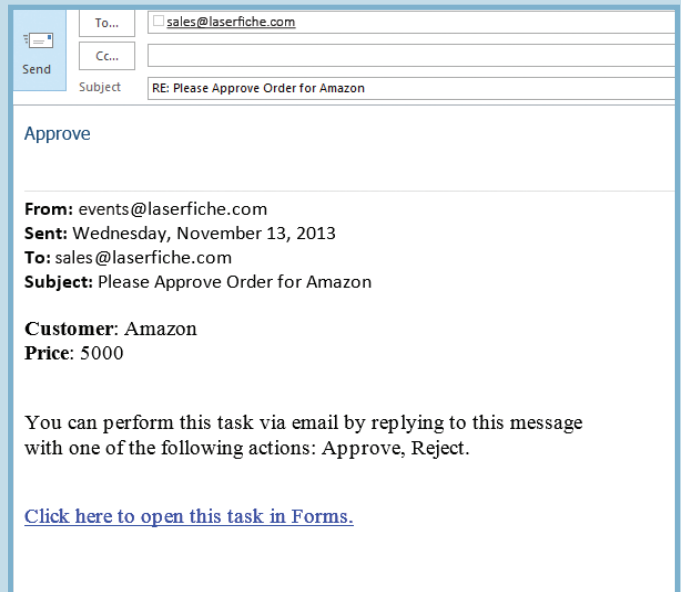 To...
sales@laserfiche.com
Cc...
Send
Subject
RE: Please Approve Order for Amazon
Approve
From: events@laserfiche.com
Sent: Wednesday, November 13, 2013
To: sales@laserfiche.com
Subject: Please Approve Order for Amazon
Customer: Amazon
Price: 5000
You can perform this task via email by replying to this message
with one of the following actions: Approve, Reject.
Click here to open this task in Forms.